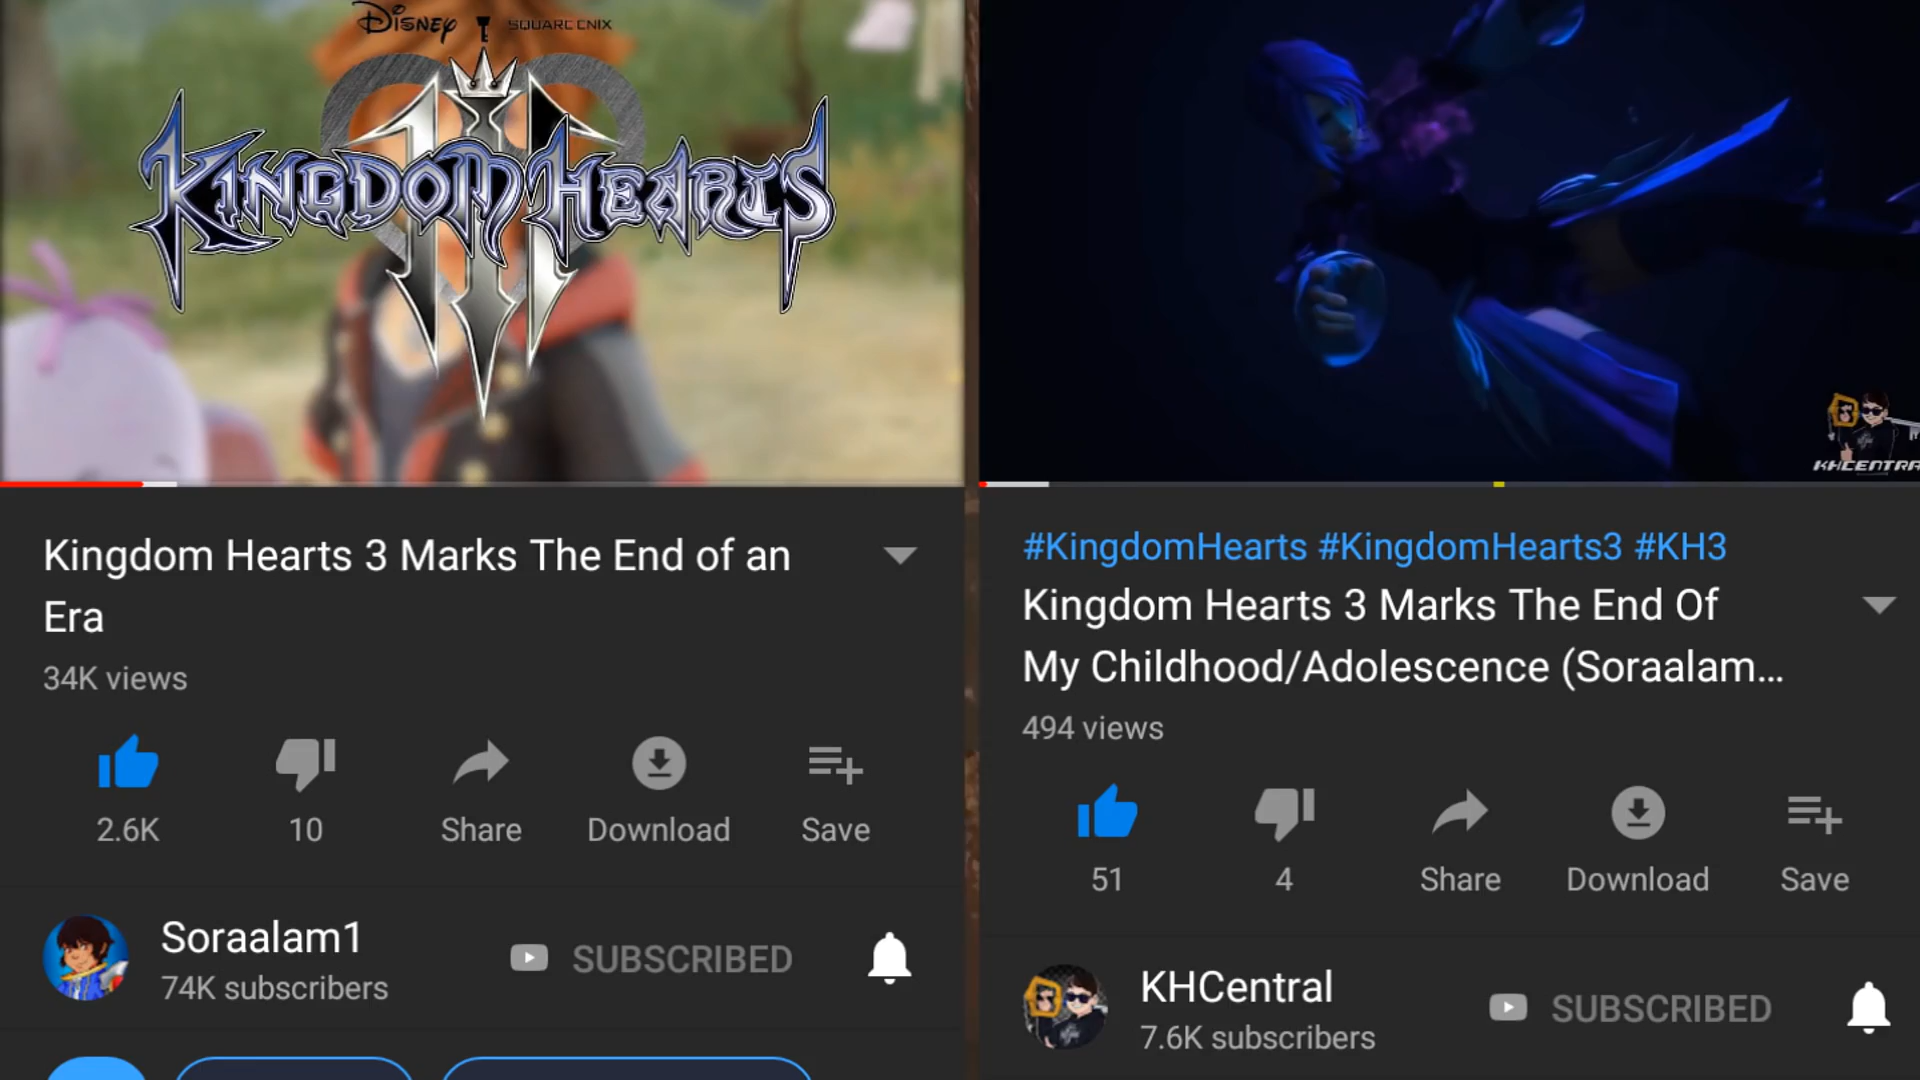 Disney SQUARE ENIX
KINGDOM HEARTS
III
Kingdom Hearts 3 Marks The End of an
Era
34K views
2.6K
10
Share
Download
Save
Soraalam1
74K subscribers
SUBSCRIBED
KHCENTRA
#KingdomHearts #KingdomHearts3 #KH3
Kingdom Hearts 3 Marks The End Of
My Childhood/Adolescence (Soraalam...
494 views
51
4
Share
Download
Save
KHCentral
7.6K subscribers
SUBSCRIBED